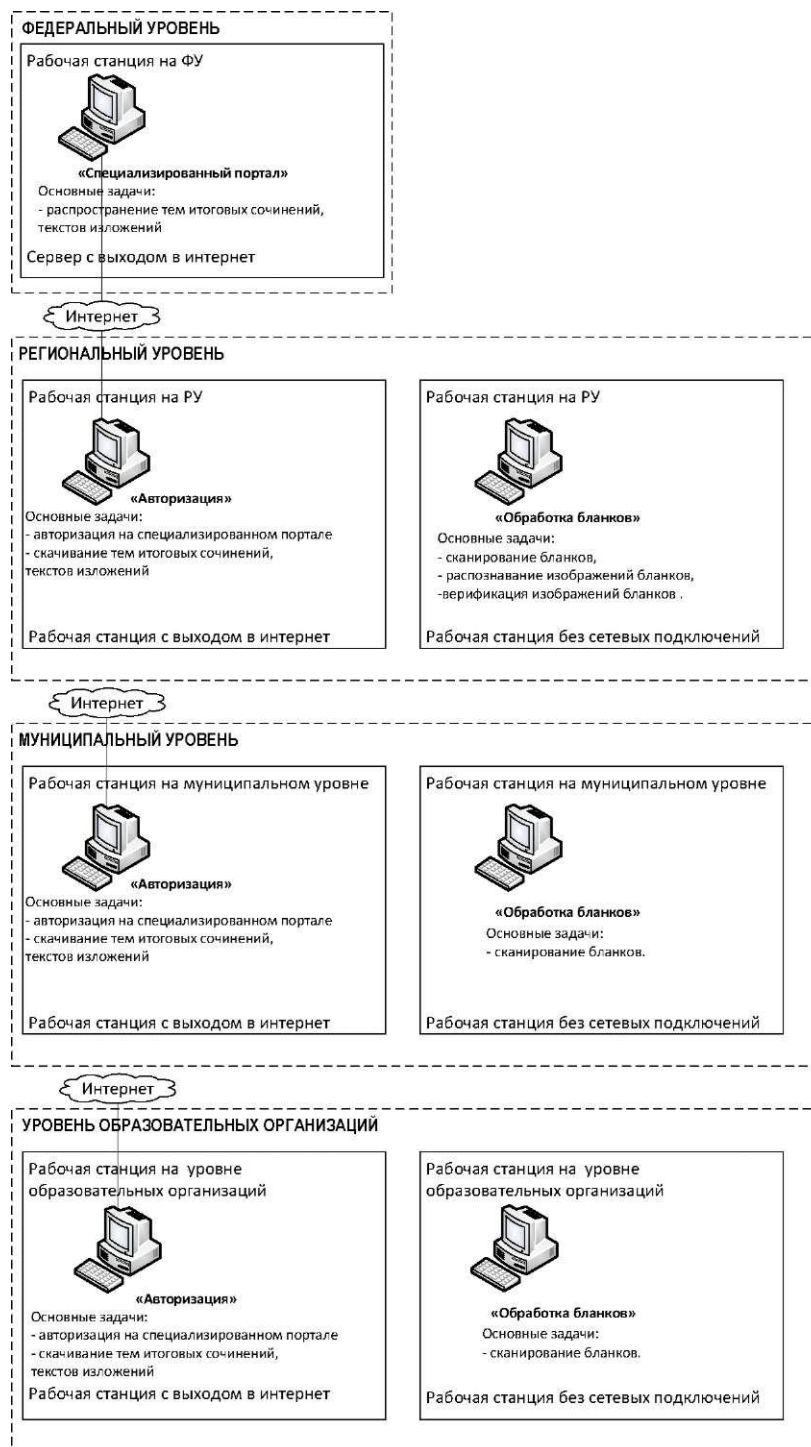 ФЕДЕРАЛЬНЫЙ УРОВЕНЬ
Рабочая станция на ФУ
«Специализированный портал»
Основные задачи:
- распространение тем итоговых сочинений,
текстов изложений
Сервер с выходом в интернет
Интернет
РЕГИОНАЛЬНЫЙ УРОВЕНЬ
Рабочая станция на РУ
«Авторизация»
Основные задачи:
- авторизация на специализированном портале
- скачивание тем итоговых сочинений,
текстов изложений
Рабочая станция с выходом в интернет
Рабочая станция на РУ
«Обработка бланков»
Основные задачи:
- сканирование бланков,
- распознавание изображений бланков,
-верификация изображений бланков .
Рабочая станция без сетевых подключений
Интернет
МУНИЦИПАЛЬНЫЙ УРОВЕНЬ
Рабочая станция на муниципальном уровне
«Авторизация»
Основные задачи:
- авторизация на специализированном портале
- скачивание тем итоговых сочинений,
текстов изложений
Рабочая станция с выходом в интернет
Рабочая станция на муниципальном уровне
«Обработка бланков»
Основные задачи:
- сканирование бланков.
Рабочая станция без сетевых подключений
Интернет
УРОВЕНЬ ОБРАЗОВАТЕЛЬНЫХ ОРГАНИЗАЦИЙ
Рабочая станция на уровне
образовательных организаций
«Авторизация»
Основные задачи:
- авторизация на специализированном портале
- скачивание тем итоговых сочинений,
текстов изложений
Рабочая станция с выходом в интернет
Рабочая станция на уровне
образовательных организаций
«Обработка бланков»
Основные задачи:
- сканирование бланков.
Рабочая станция без сетевых подключений